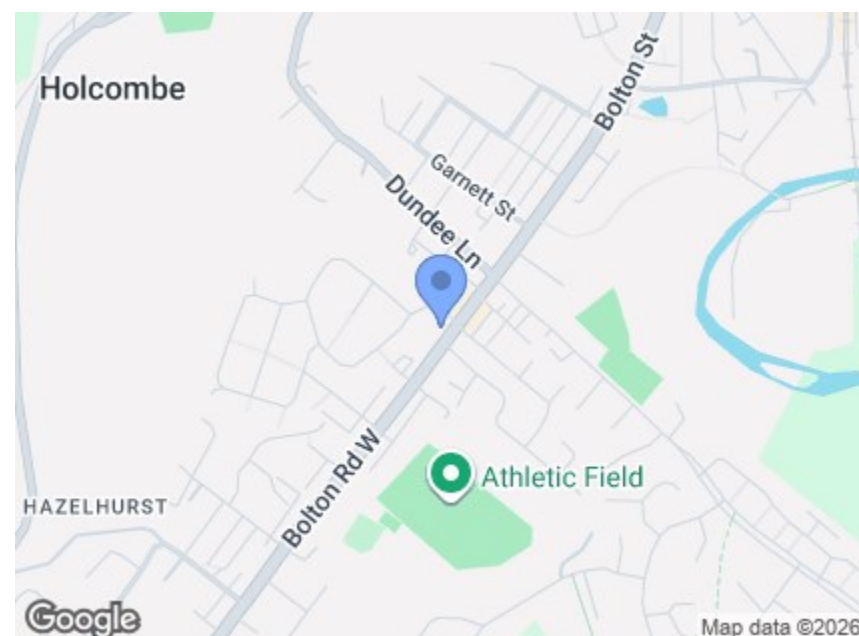 Holcombe
Bolton St
Garnett St
Dundee Ln
Athletic Field
HAZELHURST
Bolton Rd W
Google
Map data ©2026